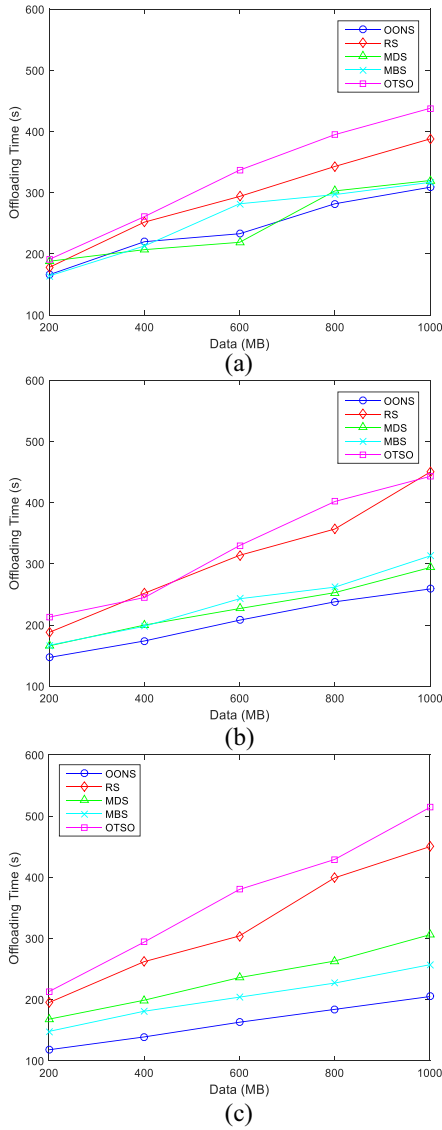 600
500
400
300
200
100
Offloading Time (s)
OONS
RS
MDS
MBS
OTSO
200 400 600 800 1000
Data (MB)
(a)
600
500
400
300
200
100
Offloading Time (s)
OONS
RS
MDS
MBS
OTSO
200 400 600 800 1000
Data (MB)
(b)
600
500
400
300
200
100
Offloading Time (s)
OONS
RS
MDS
MBS
OTSO
200 400 600 800 1000
Data (MB)
(c)